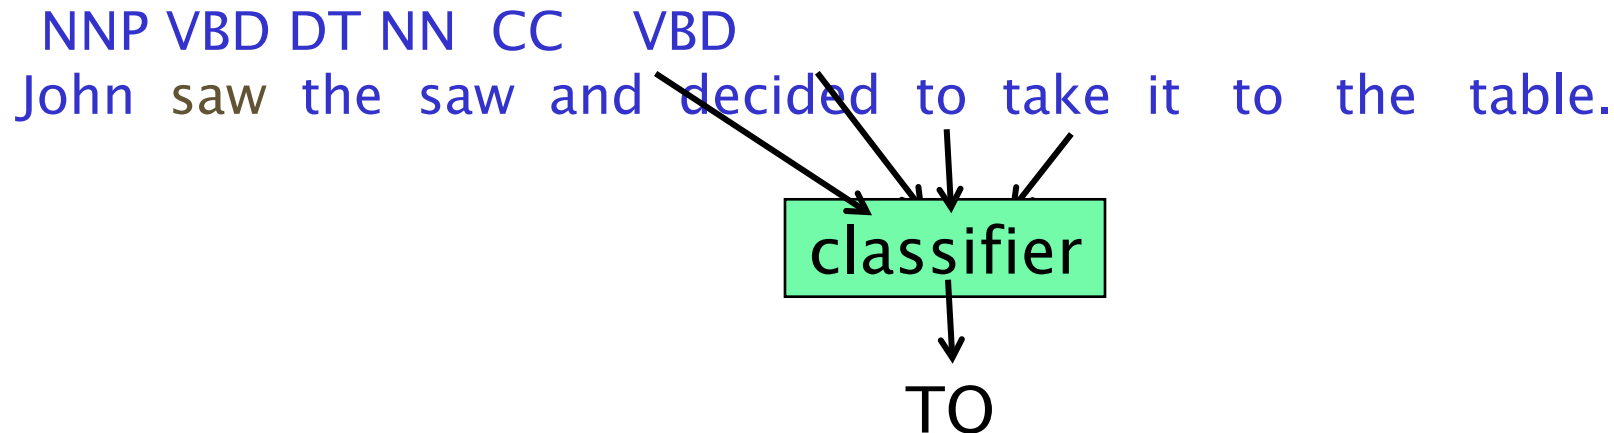 NNP VBD DT NN CC VBD
John saw the saw and decided to take it to the table.
classifier
TO